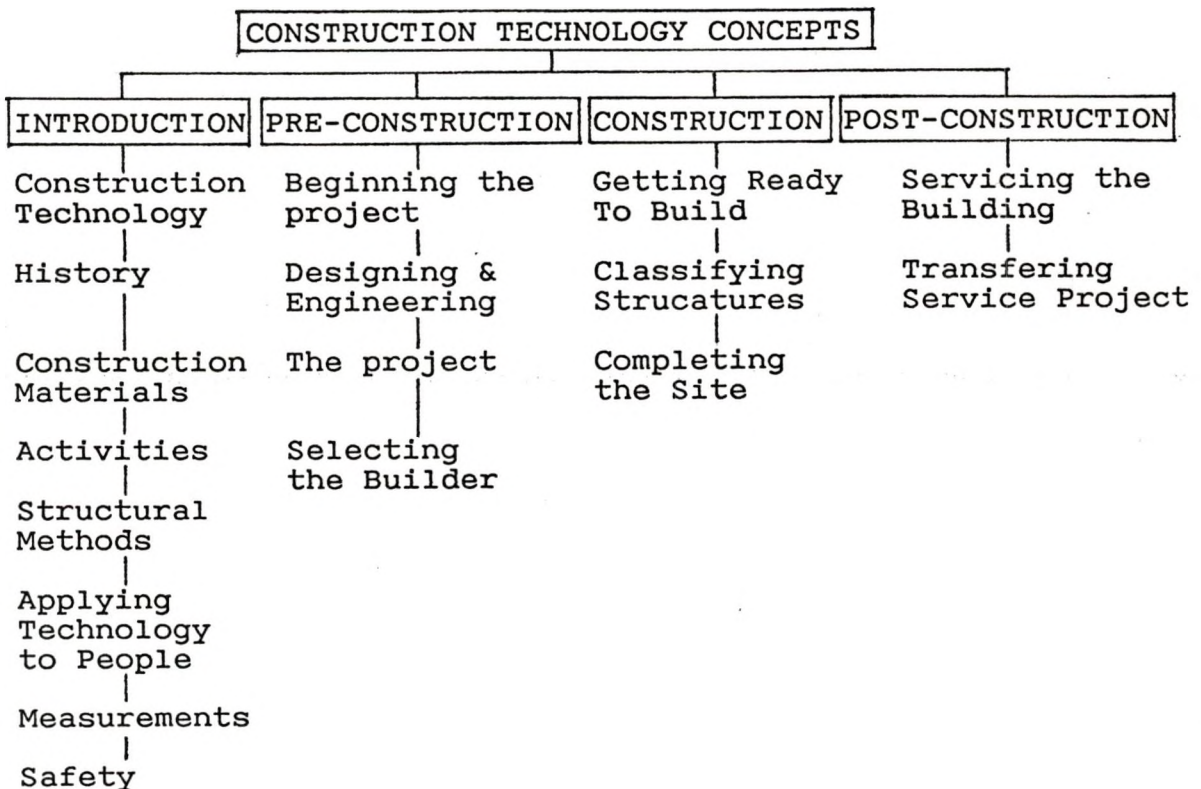 CONSTRUCTION TECHNOLOGY CONCEPTS
INTRODUCTION
PRE-CONSTRUCTION
CONSTRUCTION
POST-CONSTRUCTION
Construction
Technology
History
Construction
Materials
Activities
Structural
Methods
Applying
Technology
to People
Measurements
Safety
Beginning the
project
Designing &
Engineering
The project
Selecting
the Builder
Getting Ready
To Build
Classifying
Strucatures
Completing
the Site
Servicing the
Building
Transfering
Service Project